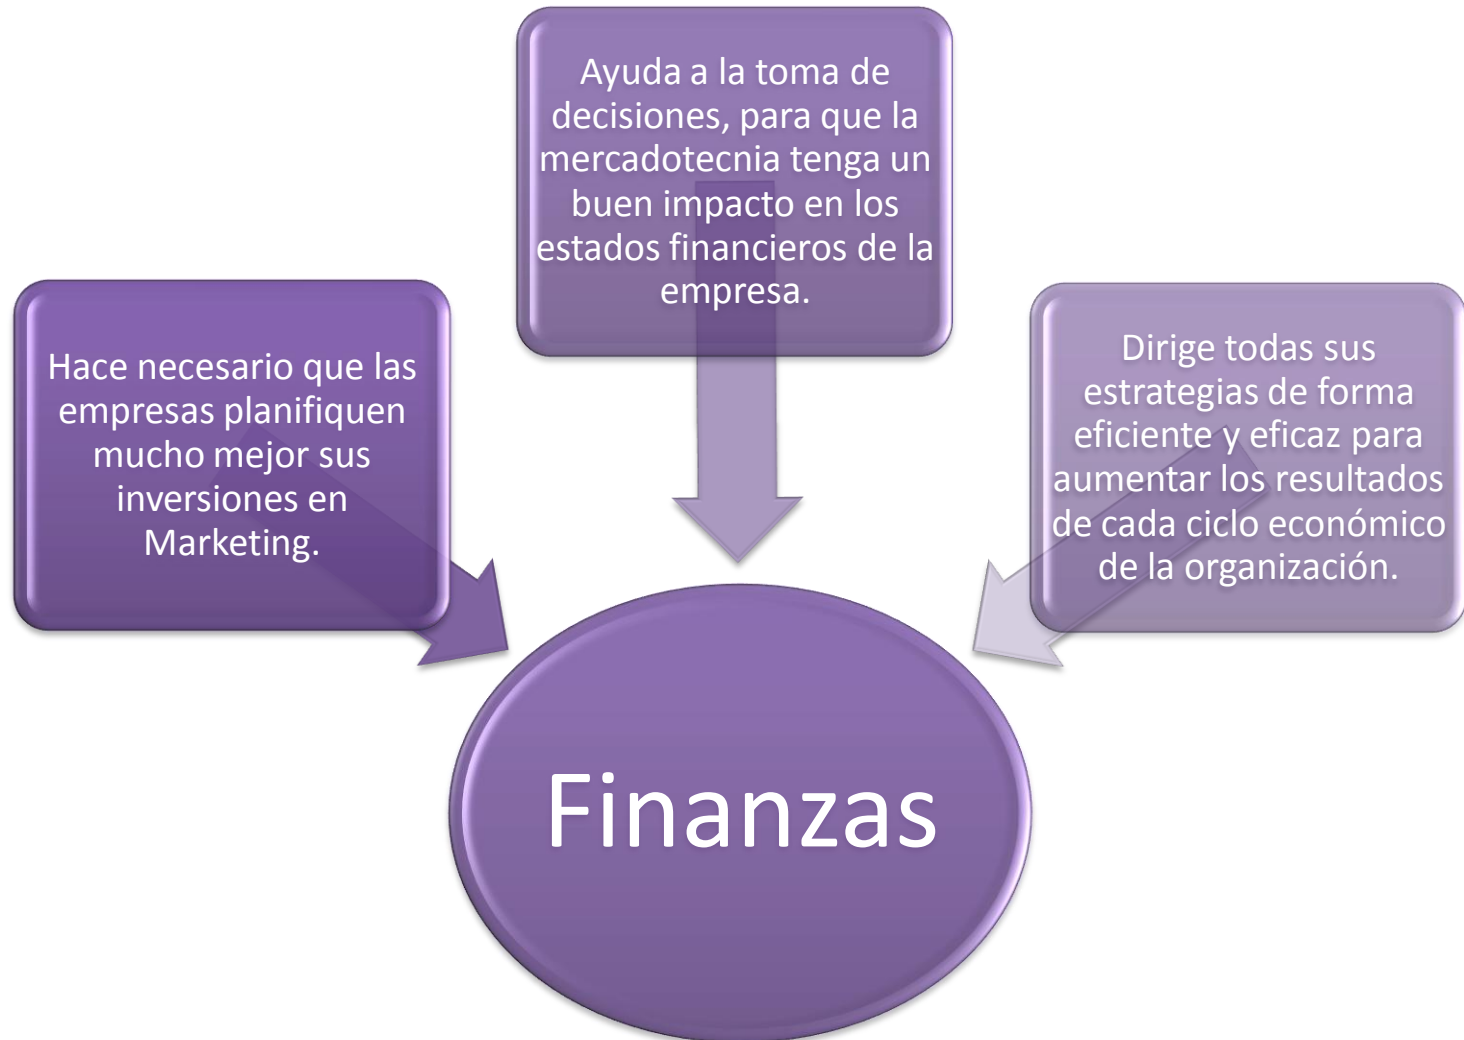 Ayuda a la toma de
decisiones, para que la
mercadotecnia tenga un
buen impacto en los
estados financieros de la
empresa.
Hace necesario que las
empresas planifiquen
mucho mejor sus
inversiones en
Marketing.
Dirige todas sus
estrategias de forma
eficiente y eficaz para
aumentar los resultados
de cada ciclo económico
de la organización.
Finanzas